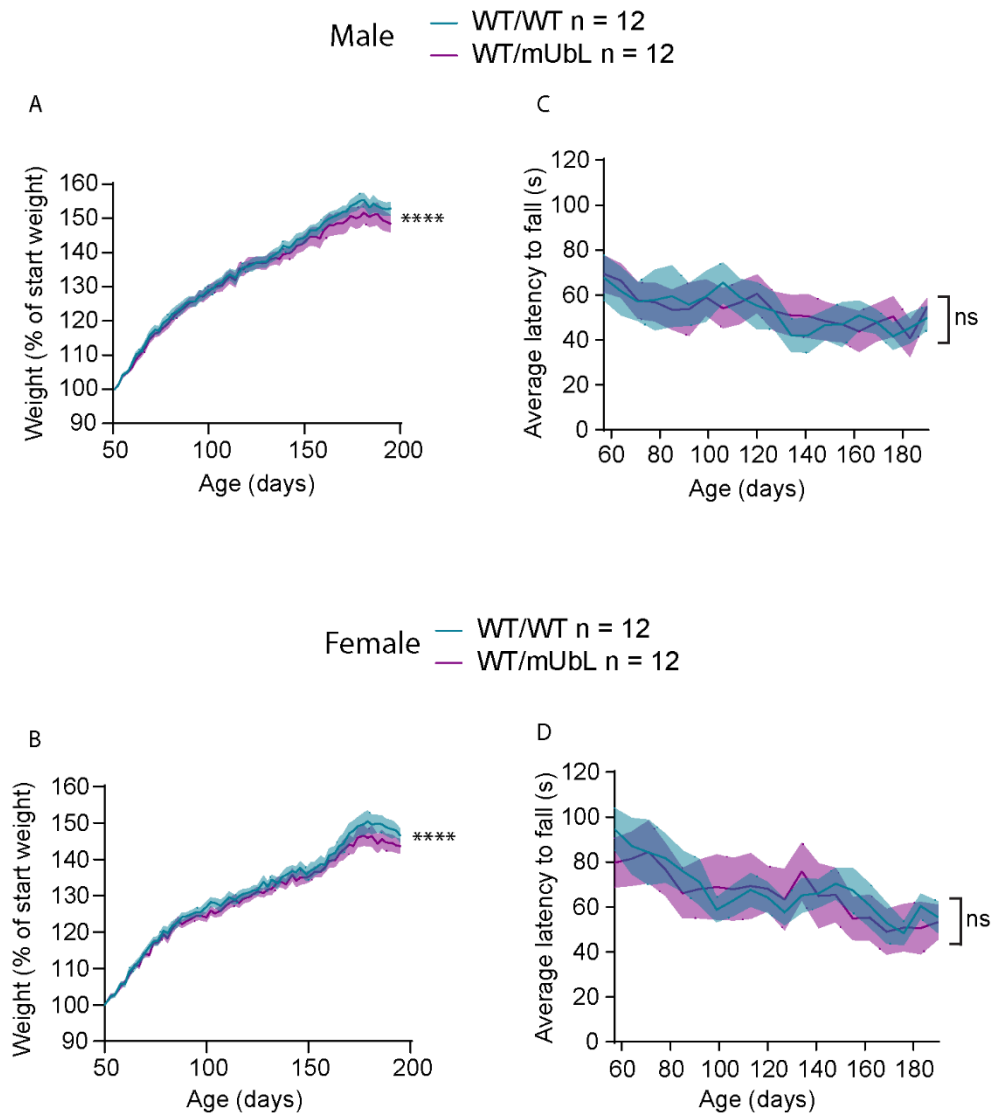 Male
WT/WT n = 12
WT/mUbL n = 12
A
Weight (% of start weight)
160
150
140
130
120
110
100
90
50
100
150
200
Age (days)
****
C
Average latency to fall (s)
120
100
80
60
40
20
0
60
80
100
120
140
160
180
Age (days)
ns
Female
WT/WT n = 12
WT/mUbL n = 12
B
Weight (% of start weight)
160
150
140
130
120
110
100
90
50
100
150
200
Age (days)
****
D
Average latency to fall (s)
120
100
80
60
40
20
0
60
80
100
120
140
160
180
Age (days)
ns